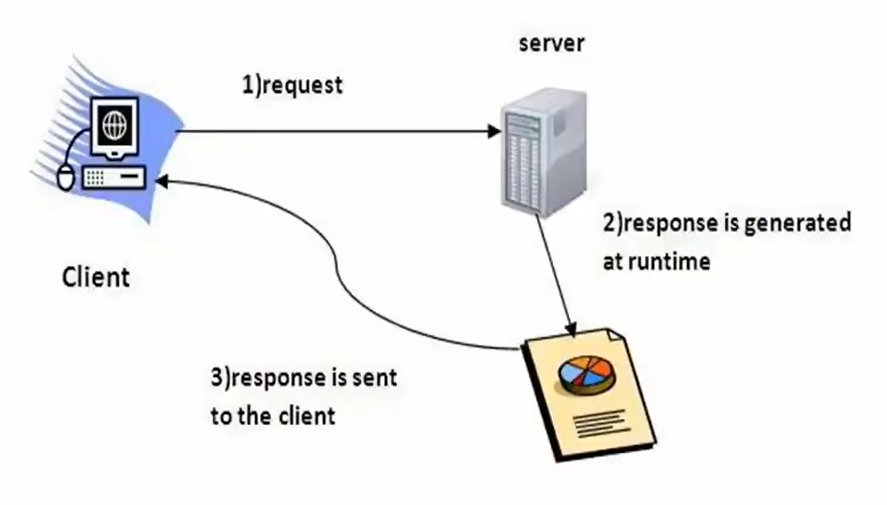 server
1)request
2)response is generated
at runtime
Client
3)response is sent
to the client